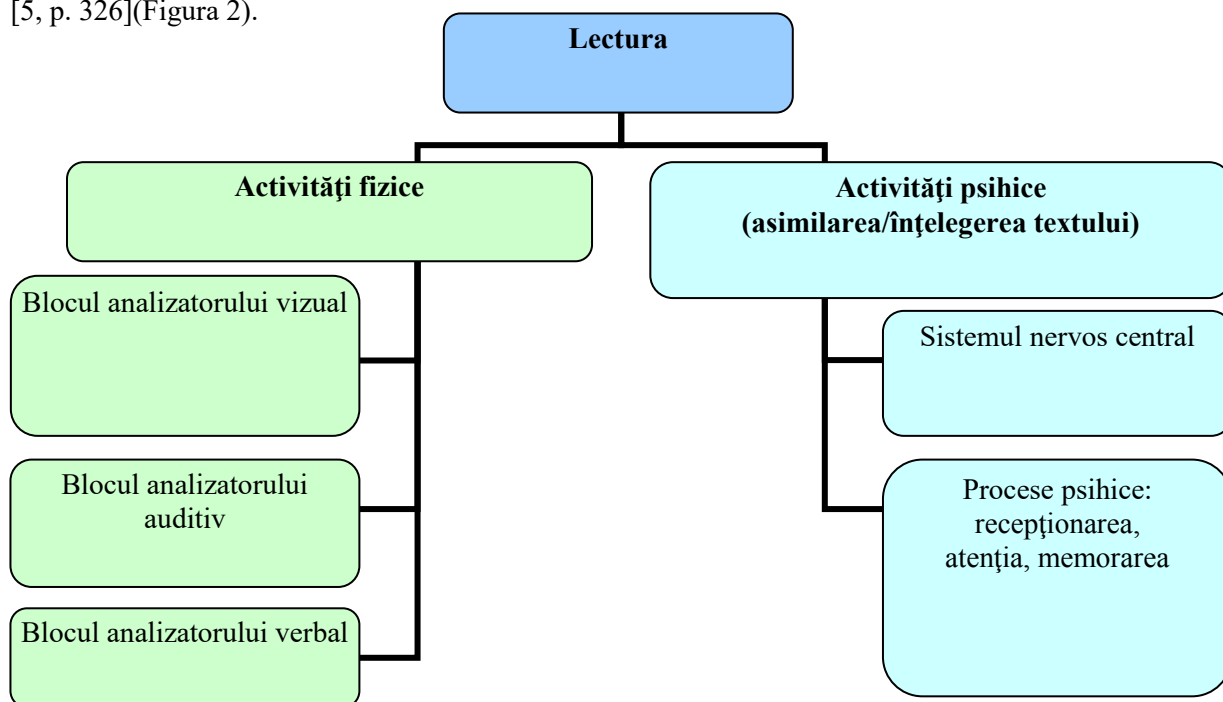 [5, p. 326](Figura 2).
Lectura
Activităţi fizice
Activităţi psihice
(asimilarea/înţelegerea textului)
Blocul analizatorului vizual
Blocul analizatorului
auditiv
Blocul analizatorului verbal
Sistemul nervos central
Procese psihice:
recepţionarea,
atenţia, memorarea